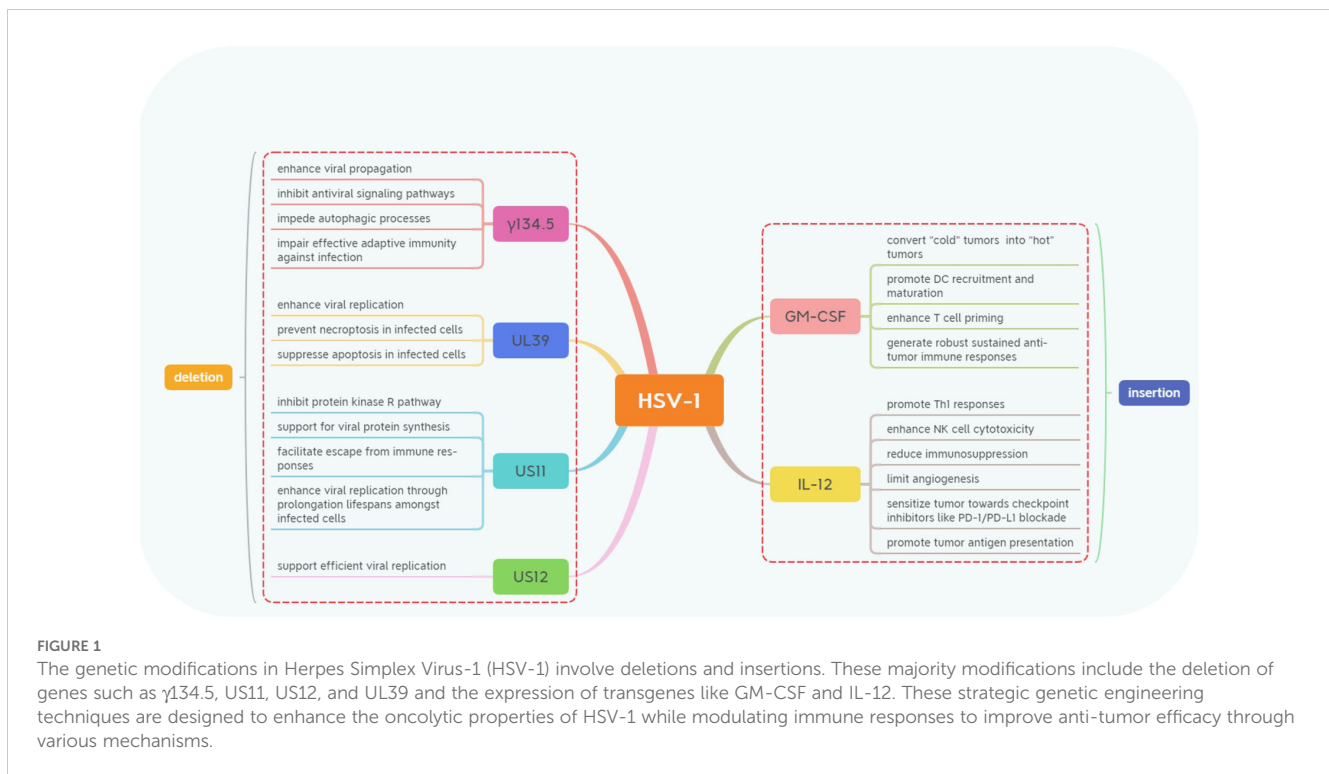 deletion
enhance viral propagation
inhibit antiviral signaling pathways
impede autophagic processes
impair effective adaptive immunity
against infection
γ134.5
enhance viral replication
prevent necroptosis in infected cells
suppresse apoptosis in infected cells
UL39
inhibit protein kinase R pathway
support for viral protein synthesis
facilitate escape from immune res-
ponses
enhance viral replication through
prolongation lifespans amongst
infected cells
US11
support efficient viral replication
US12
HSV-1
GM-CSF
convert "cold" tumors into "hot"
tumors
promote DC recruitment and
maturation
enhance T cell priming
generate robust sustained anti-
tumor immune responses
IL-12
promote Th1 responses
enhance NK cell cytotoxicity
reduce immunosuppression
limit angiogenesis
sensitize tumor towards checkpoint
inhibitors like PD-1/PD-L1 blockade
promote tumor antigen presentation
insertion
FIGURE 1
The genetic modifications in Herpes Simplex Virus-1 (HSV-1) involve deletions and insertions. These majority modifications include the deletion of
genes such as γ134.5, US11, US12, and UL39 and the expression of transgenes like GM-CSF and IL-12. These strategic genetic engineering
techniques are designed to enhance the oncolytic properties of HSV-1 while modulating immune responses to improve anti-tumor efficacy through
various mechanisms.